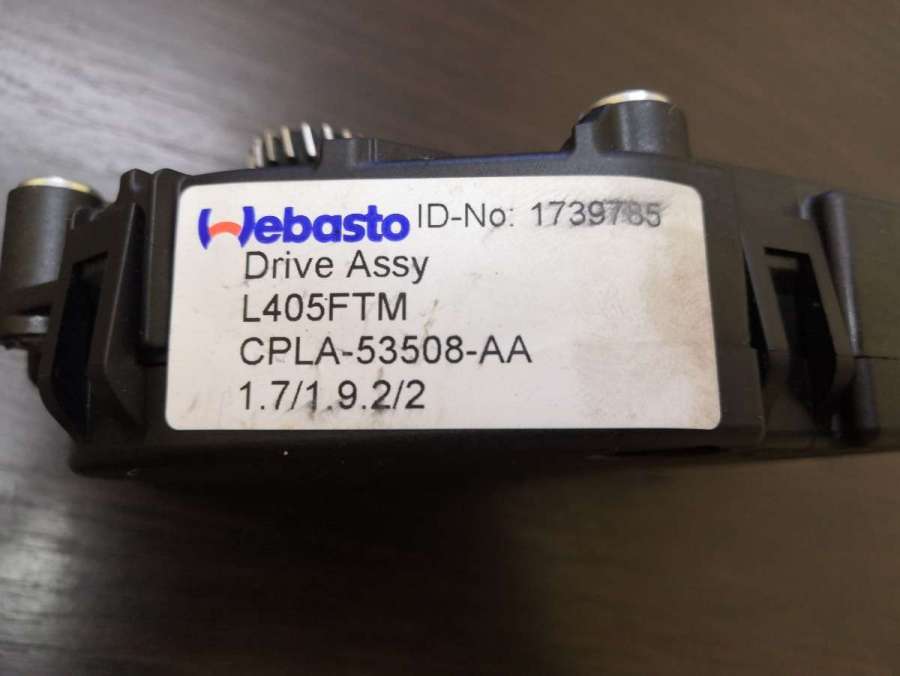 Webasto ID-No: 1739785
Drive Assy
L405FTM
CPLA-53508-AA
1.7/1.9.2/2